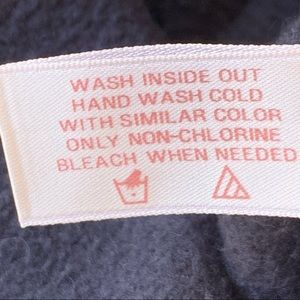 WASH INSIDE OUT
HAND WASH COLD
WITH SIMILAR COLOR
ONLY NON-CHLORINE
BLEACH WHEN NEEDED